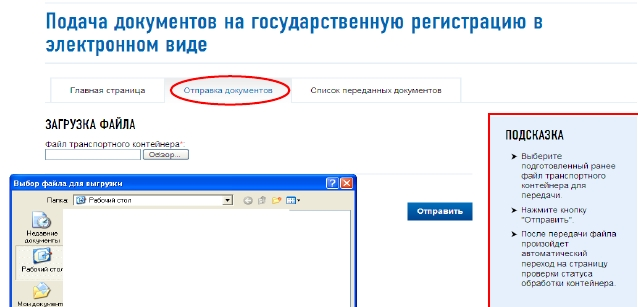 Подача документов на государственную регистрацию в
электронном виде
Главная страница
Отправка документов
Список переданных документов
ЗАГРУЗКА ФАЙЛА
Файл транспортного контейнера*:
Обзор...
Выбор файла для выгрузки
? X
Папка:
Рабочий стол
Недавние
документы
Рабочий стол
Мои документы
Отправить
ПОДСКАЗКА
Выберите
подготовленный ранее
файл транспортного
контейнера для
передачи.
Нажмите кнопку
"Отправить".
После передачи файла
произойдет
автоматический
переход на страницу
проверки статуса
обработки контейнера.